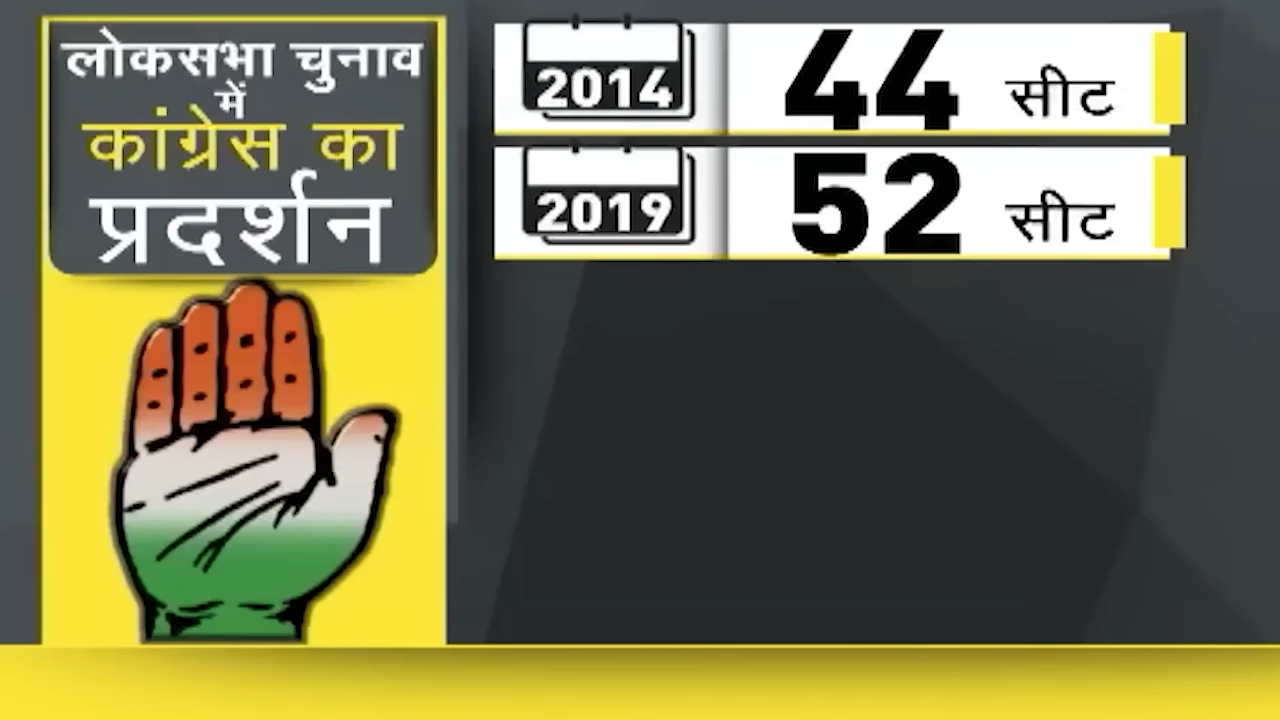 लोकसभा चुनाव
में
कांग्रेस का
प्रदर्शन
2014 44 सीट
2019 52 सीट